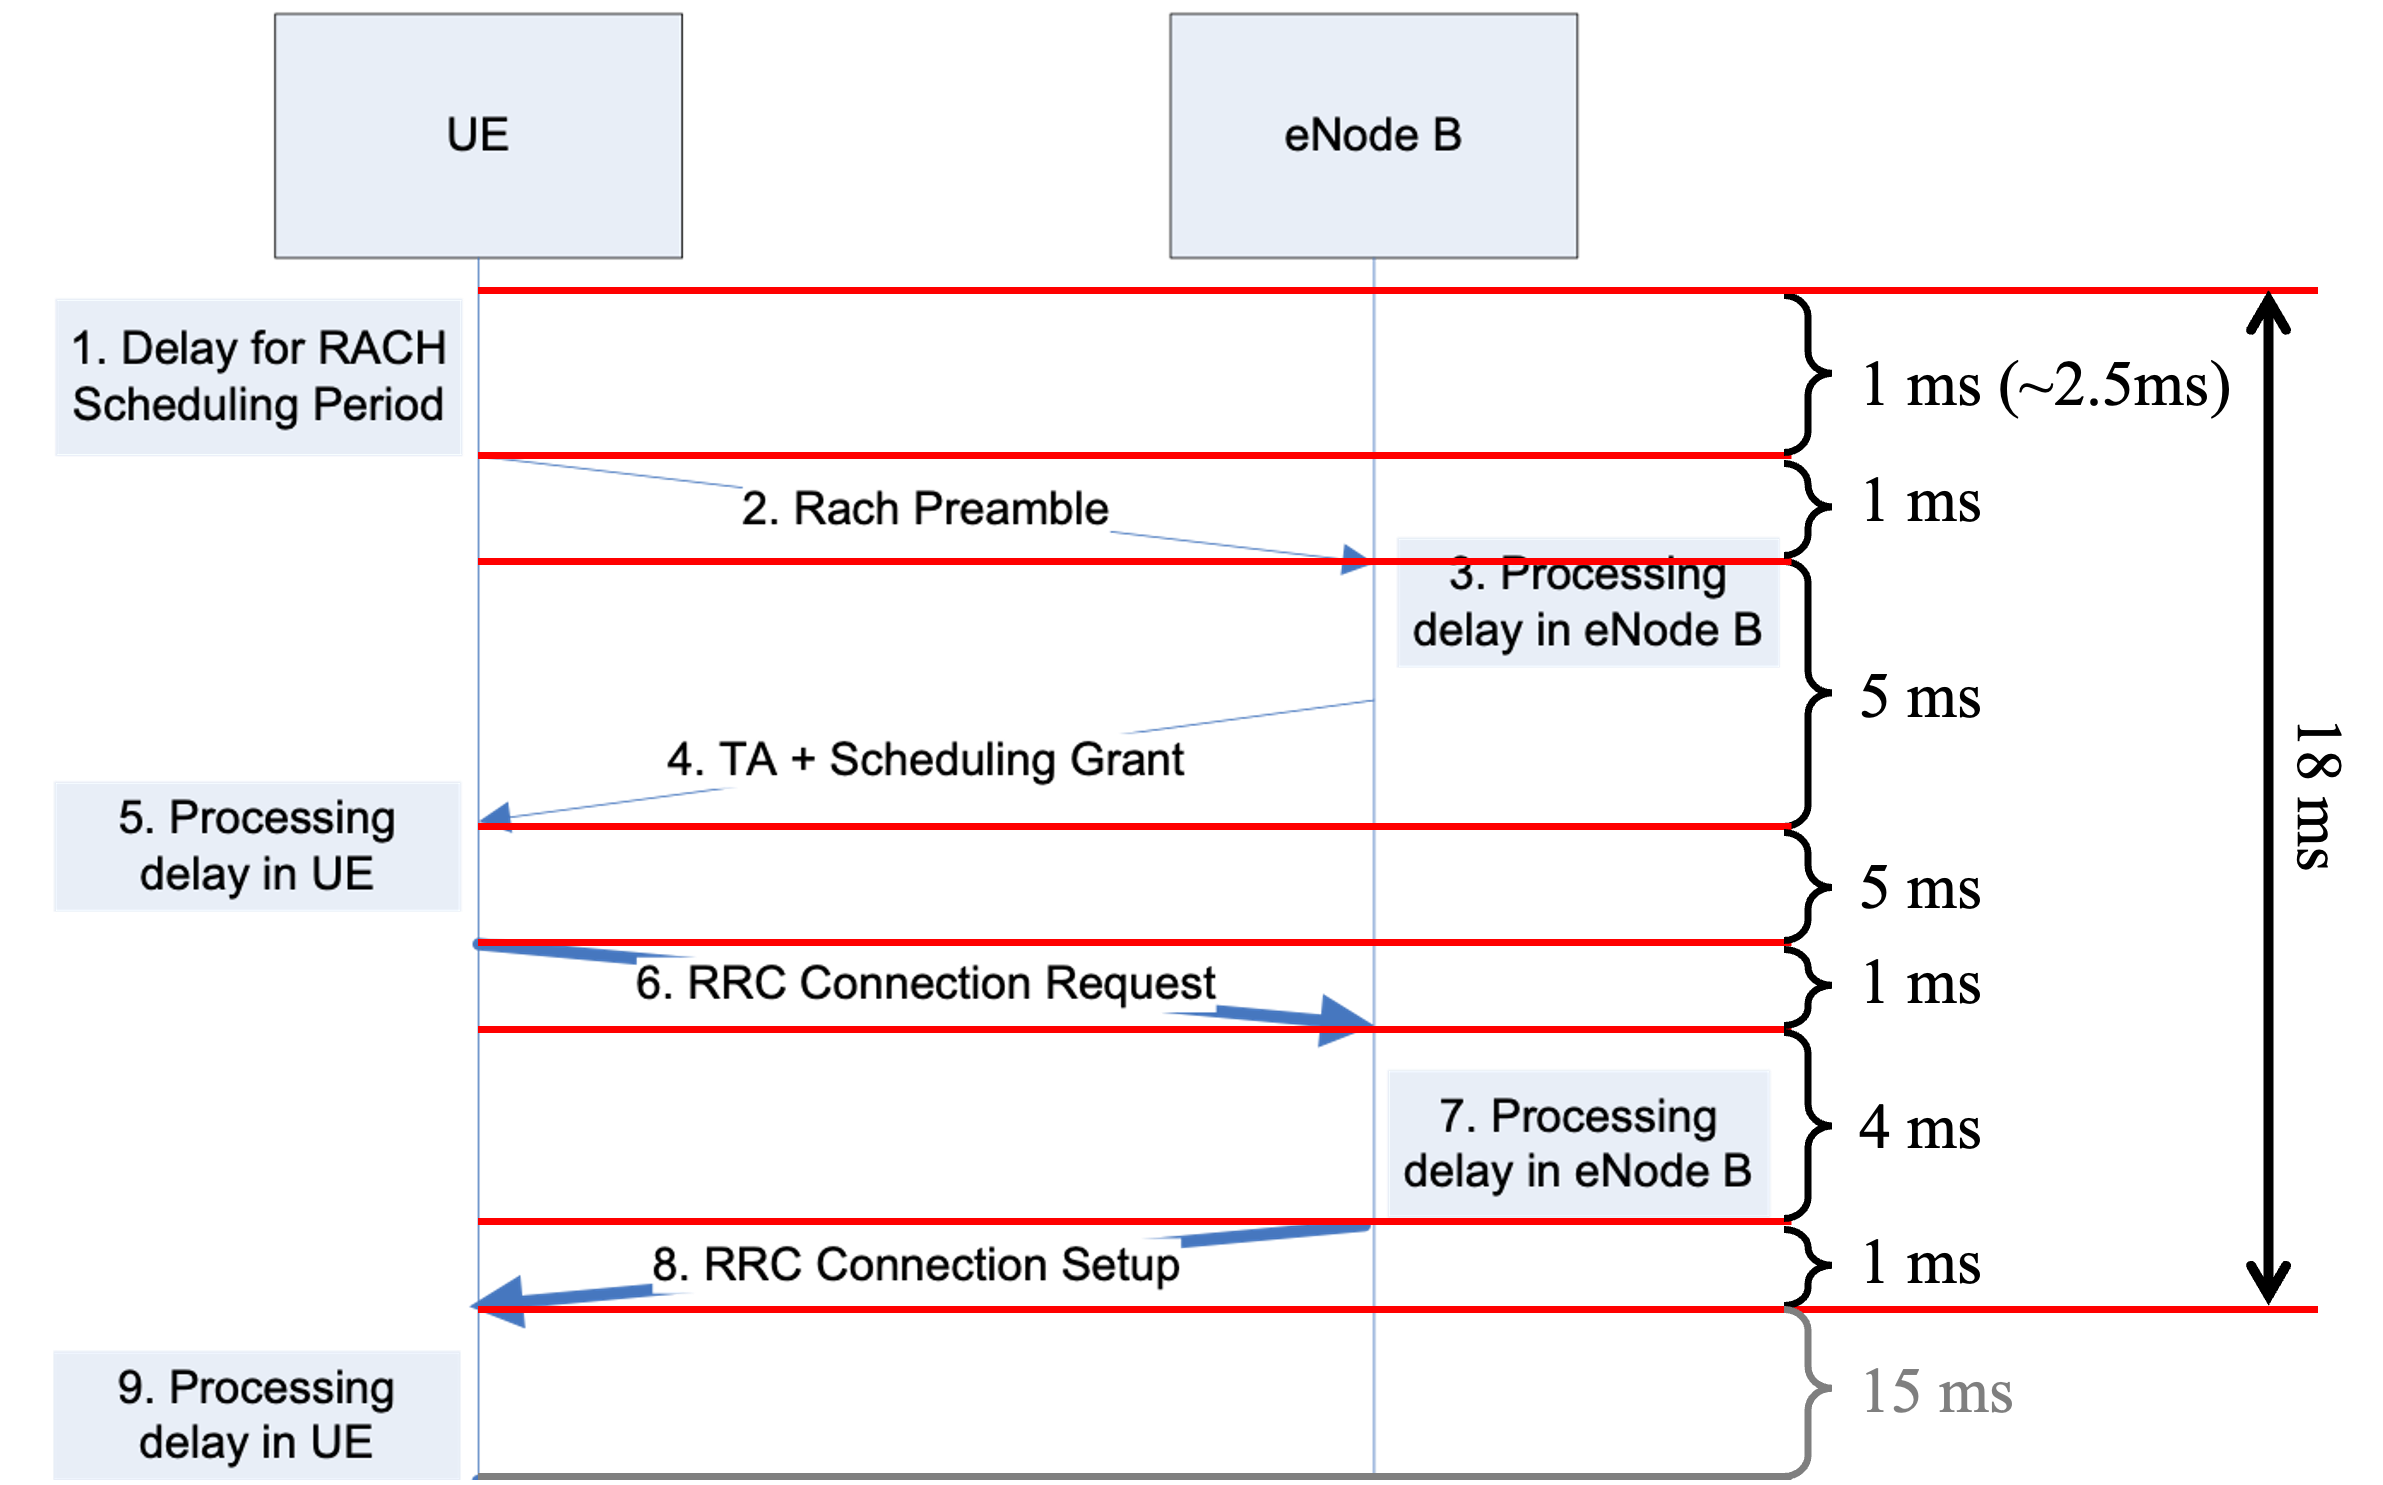 UE
eNode B
1. Delay for RACH
Scheduling Period
1 ms (~2.5ms)
2. Rach Preamble
1 ms
3. Processing
delay in eNode B
5 ms
4. TA + Scheduling Grant
18 ms
5. Processing
delay in UE
5 ms
6. RRC Connection Request
1 ms
7. Processing
delay in eNode B
4 ms
8. RRC Connection Setup
1 ms
9. Processing
delay in UE
15 ms